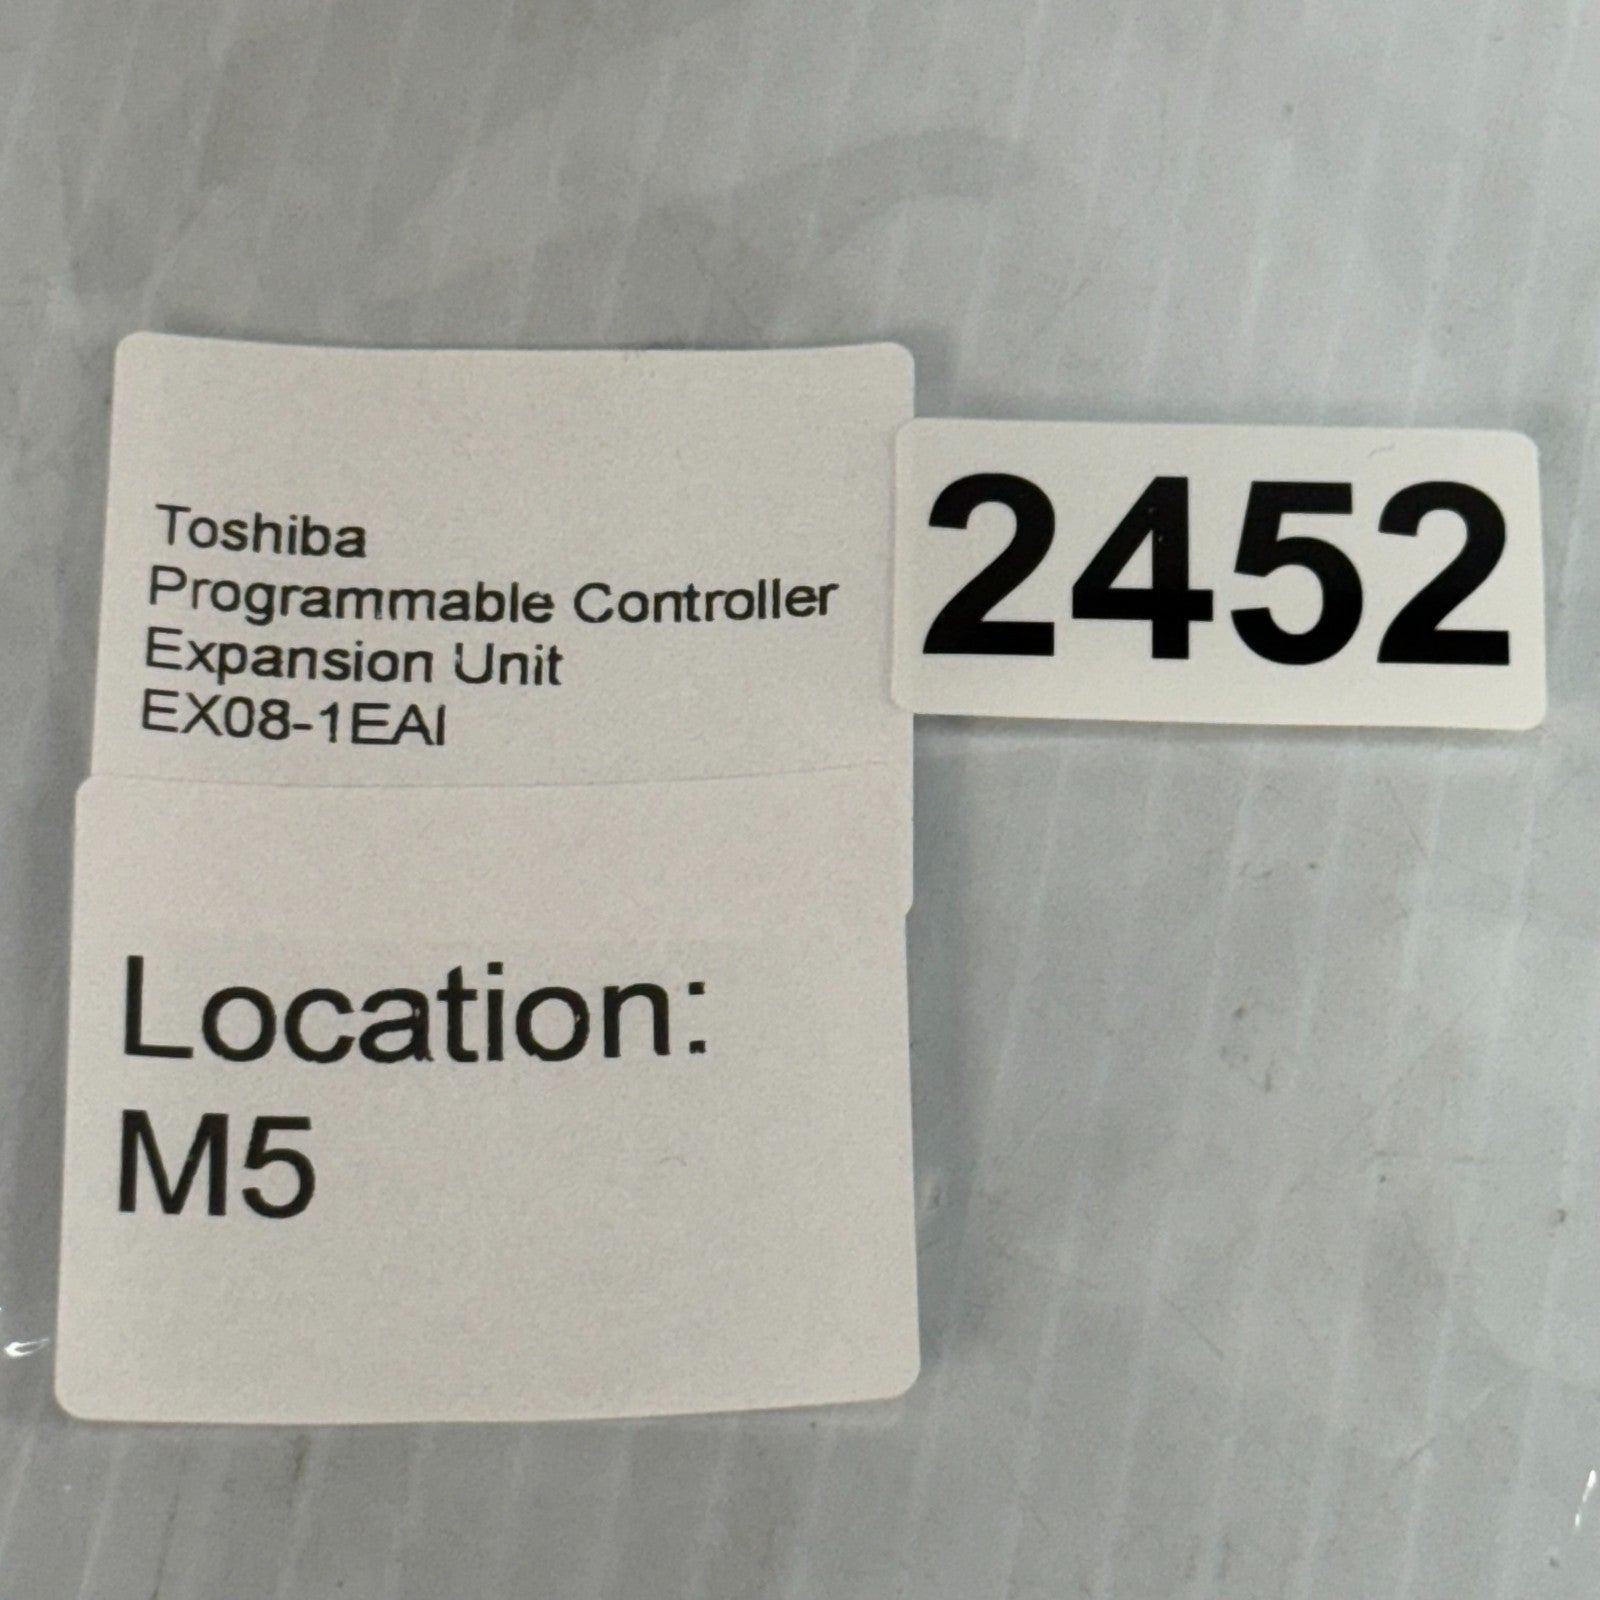 Toshiba
Programmable Controller
Expansion Unit
EX08-1EAI
2452
Location:
M5